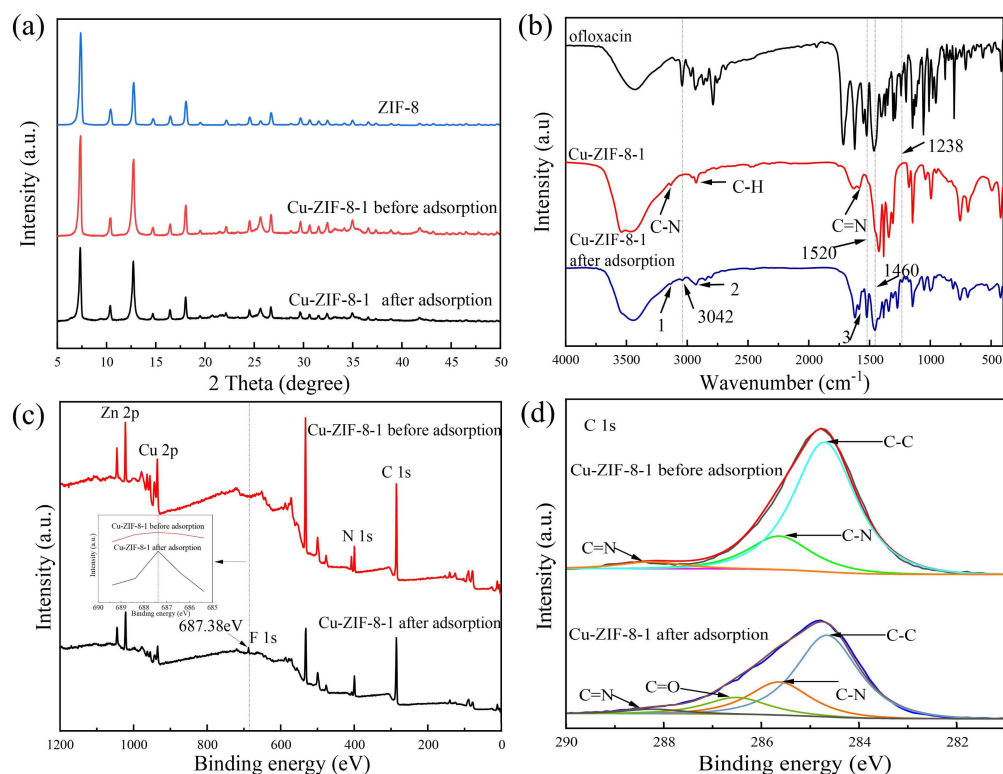 (a)
Intensity (a.u.)
ZIF-8
Cu-ZIF-8-1 before adsorption
Cu-ZIF-8-1 after adsorption
5 10 15 20 25 30 35 40 45 50
2 Theta (degree)
(b)
Intensity (a.u)
ofloxacin
1238
Cu-ZIF-8-1
C-H
C-N
C=N
1520
Cu-ZIF-8-1
after adsorption
1460
2
1
3042
3
4000 3500 3000 2500 2000 1500 1000 500
Wavenumber (cm-1)
(c)
Intensity (a.u.)
Zn 2p
Cu 2p
Cu-ZIF-8-1 before adsorption
C 1s
N 1s
Intensity (a.u.)
Cu-ZIF-8-1 before adsorption
Cu-ZIF-8-1 after adsorption
690 689 688 687 686 685
Binding energy (eV)
687.38eV
F 1s
Cu-ZIF-8-1 after adsorption
1200 1000 800 600 400 200 0
Binding energy (eV)
(d)
Intensity (a.u.)
C 1s
C-C
Cu-ZIF-8-1 before adsorption
C-N
C=N
Cu-ZIF-8-1 after adsorption
C-C
C=O
C=N
C-N
290 288 286 284 282
Binding energy (eV)